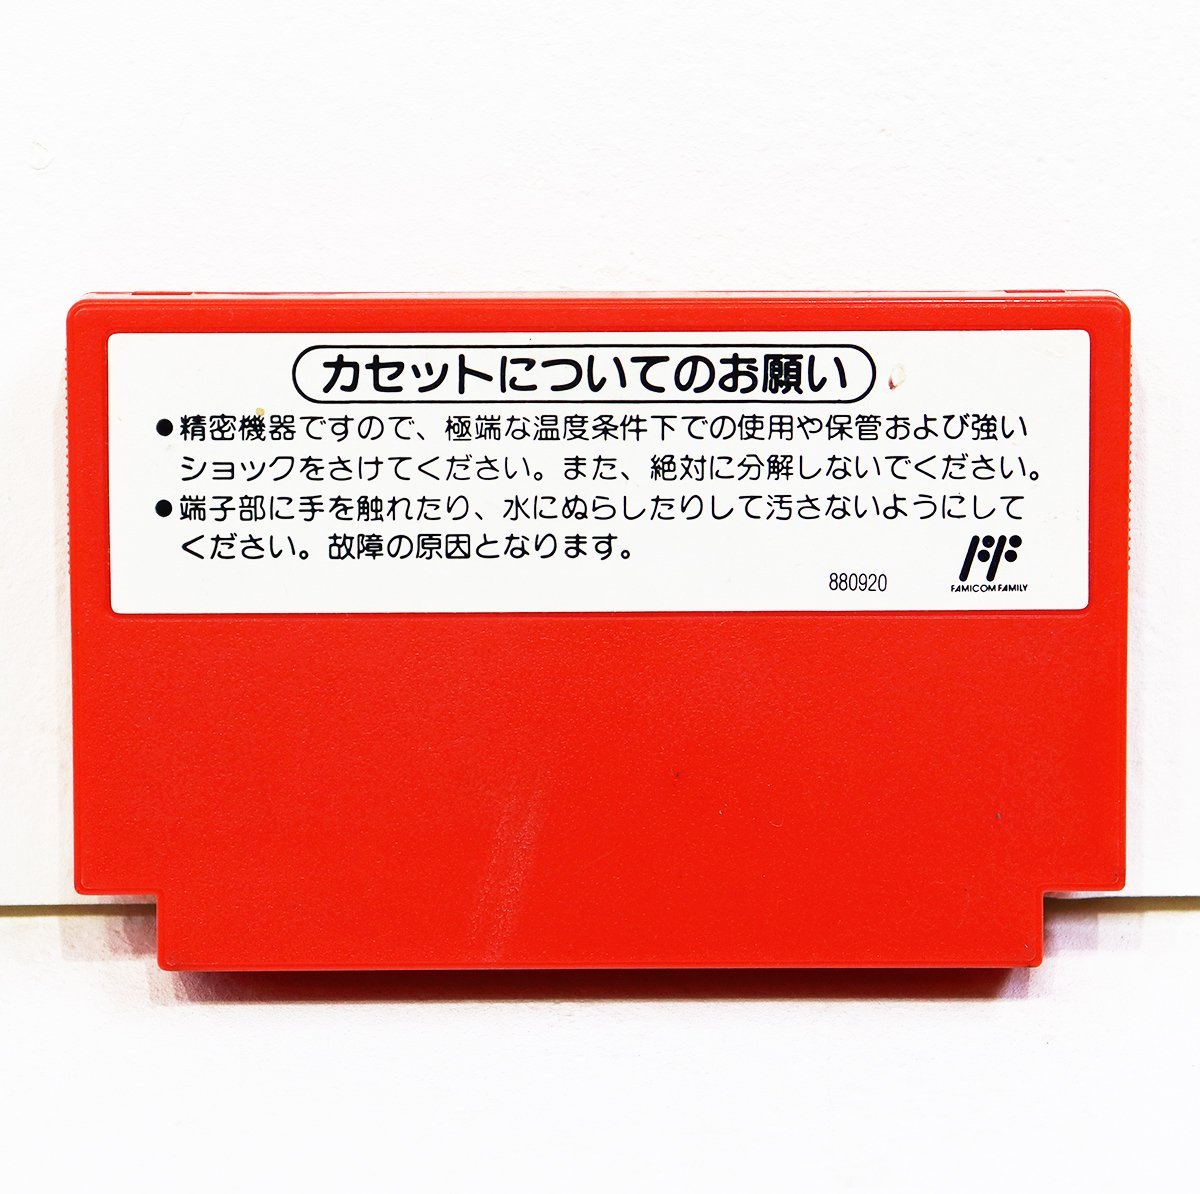 カセットについてのお願い
●精密機器ですので、極端な温度条件下での使用や保管および強い
ショックをさけてください。また、絶対に分解しないでください。
●端子部に手を触れたり、水にぬらしたりして汚さないようにして
ください。故障の原因となります。
880920
FAMICOM FAMILY